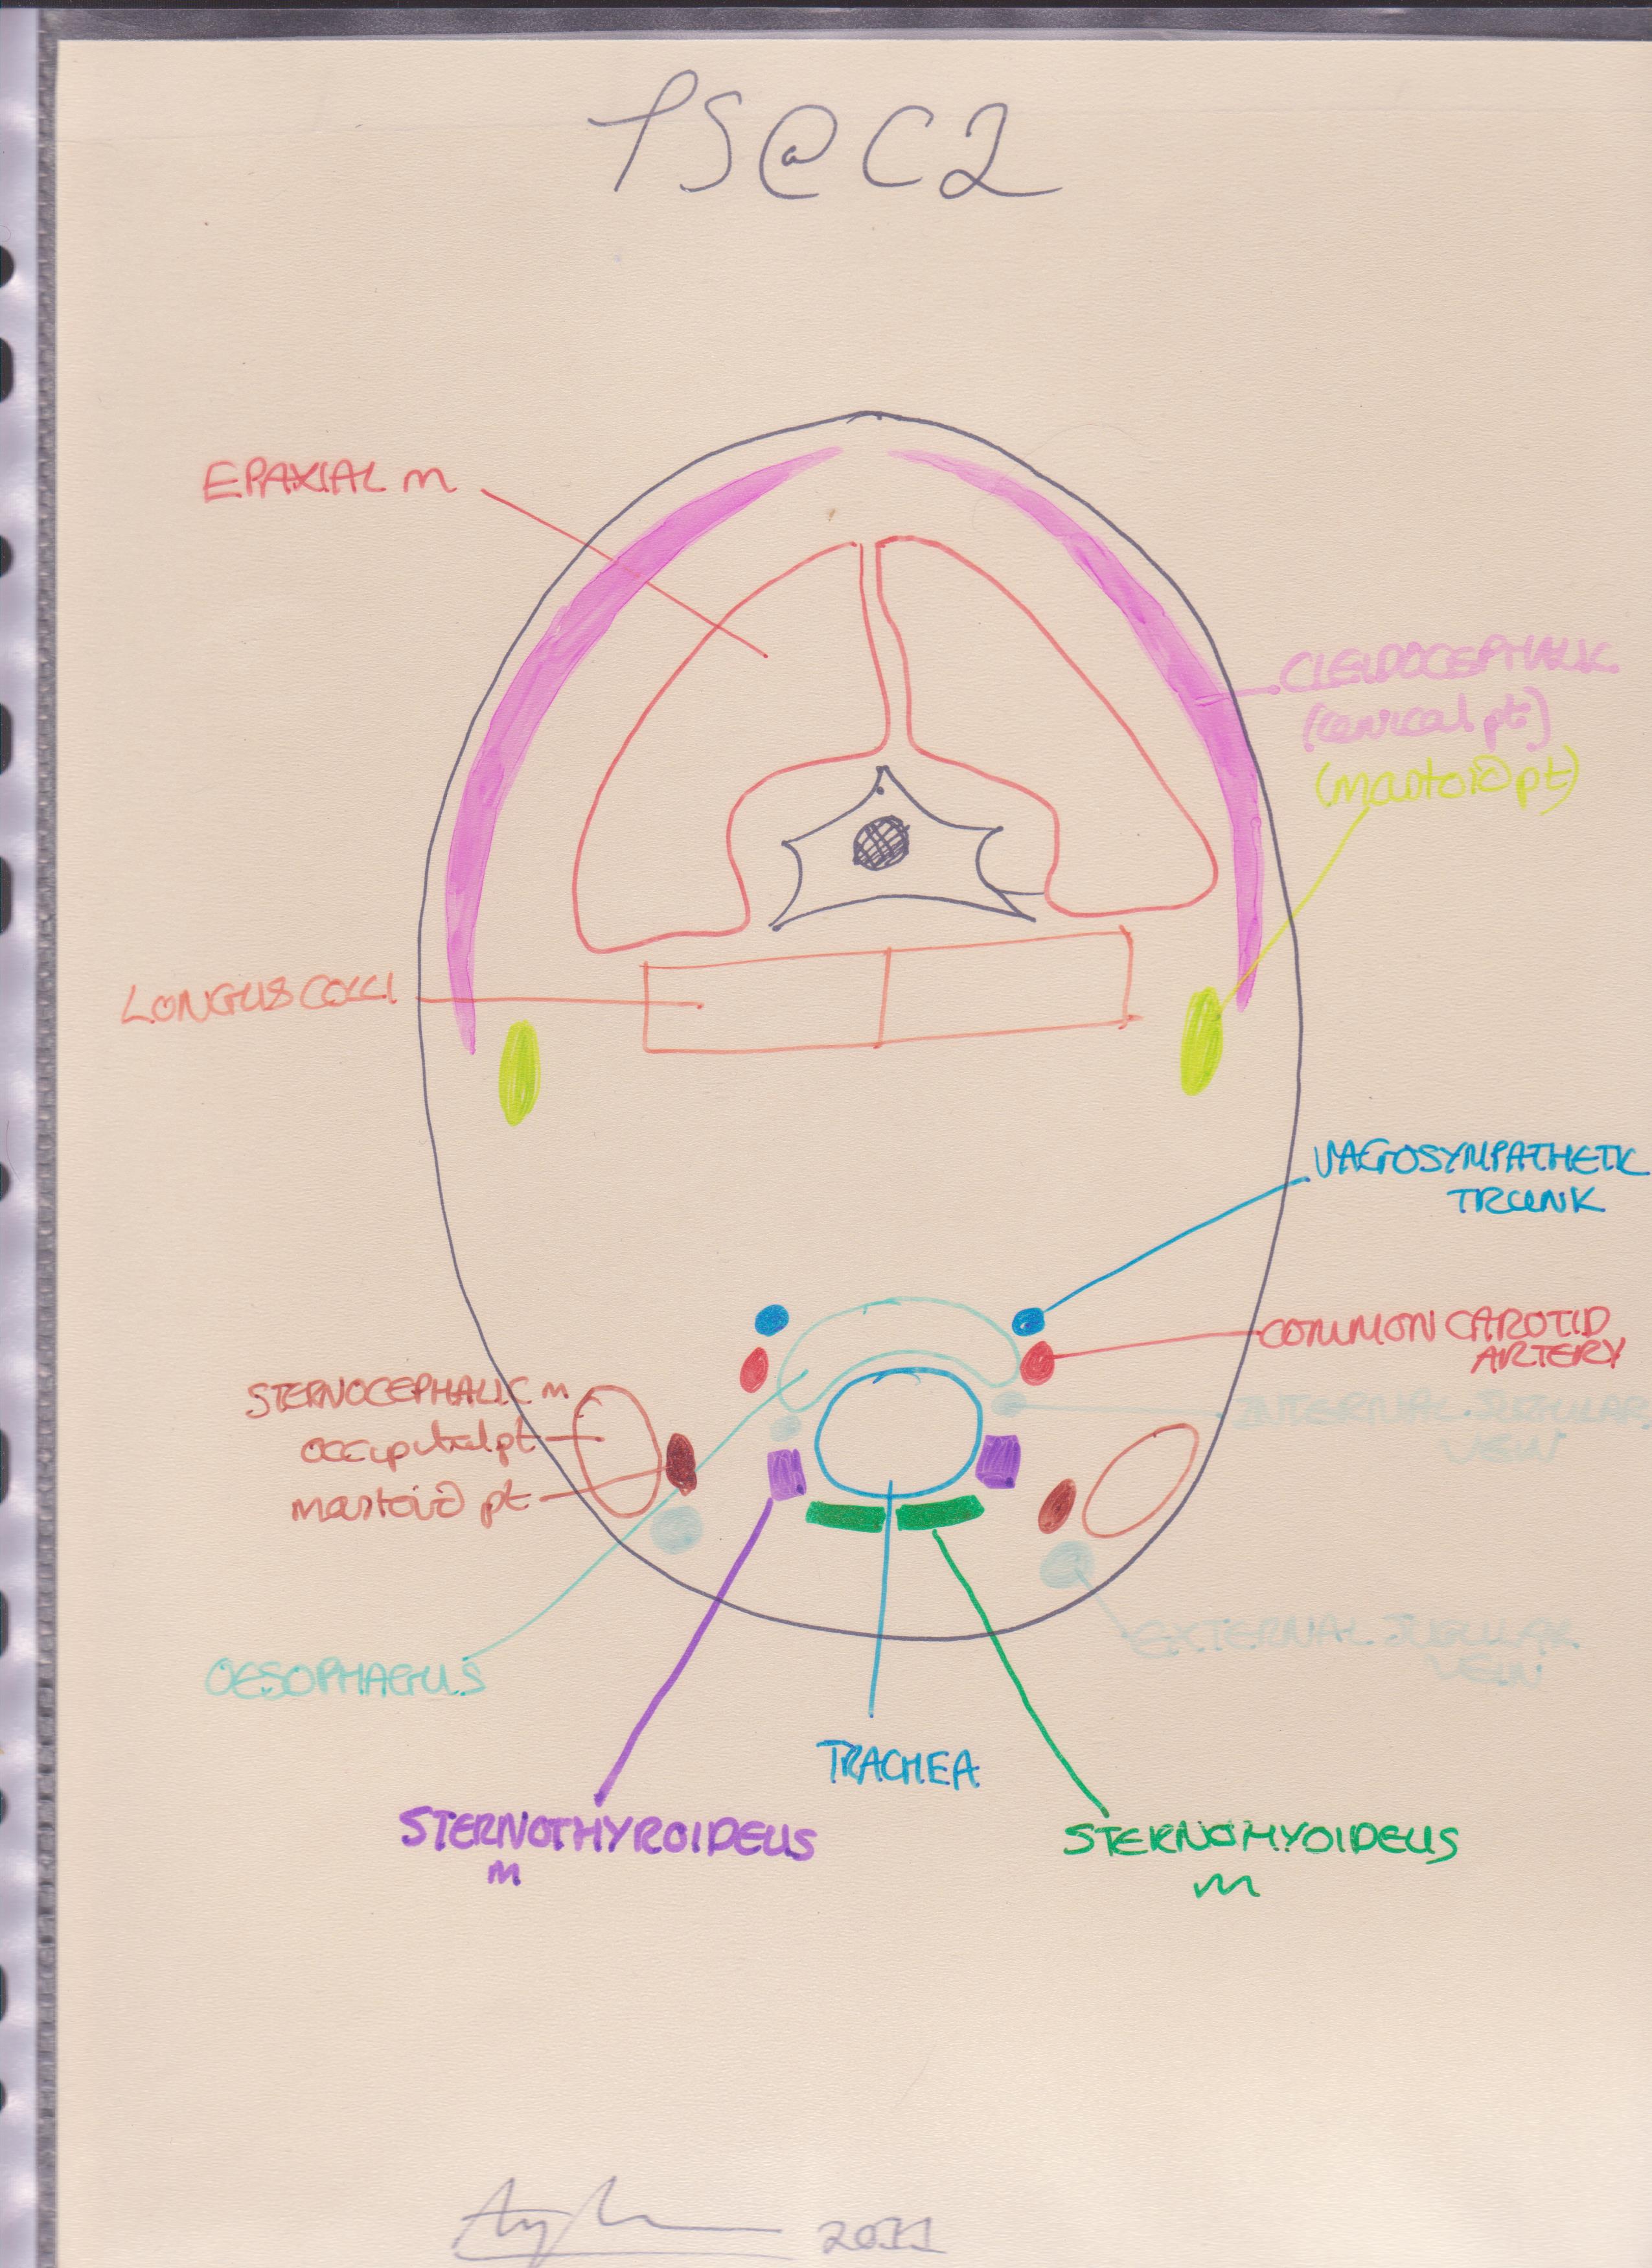 TS@C2
EPAXIAL m
CLEIDOCEPHALIC
(cervical pt)
(mastoid pt)
LONGUS COLLI
VAGOSYMPATHETIC
TRUNK
COMMON CAROTID
ARTERY
STERNOCEPHALIC m
occipital pt
mastoid pt
INTERNAL JUGULAR
VEIN
EXTERNAL JUGULAR
VEIN
OESOPHAGUS
TRACHEA
STERNOTHYROIDEUS
m
STERNOHYOIDEUS
m
2011